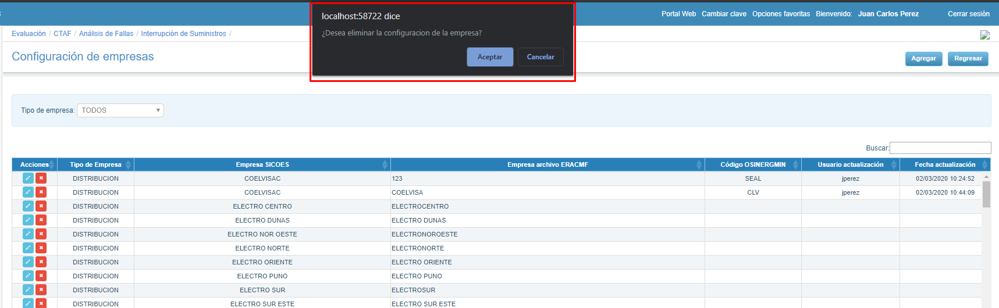 localhost:58722 dice
¿Desea eliminar la configuracion de la empresa?
Aceptar Cancelar
Portal Web Cambiar clave Opciones favoritas Bienvenido: Juan Carlos Perez Cerrar sesión
Evaluación / CTAF / Análisis de Fallas / Interrupción de Suministros /
Configuración de empresas
Agregar Regresar
Tipo de empresa: TODOS
Buscar:
Acciones Tipo de Empresa Empresa SICOES Empresa archivo ERACMF Código OSINERGMIN Usuario actualización Fecha actualización
DISTRIBUCION COELVISAC 123 SEAL jperez 02/03/2020 10:24:52
DISTRIBUCION COELVISAC COELVISA CLV jperez 02/03/2020 10:44:09
DISTRIBUCION ELECTRO CENTRO ELECTROCENTRO
DISTRIBUCION ELECTRO DUNAS ELECTRO DUNAS
DISTRIBUCION ELECTRO NOR OESTE ELECTRONOROESTE
DISTRIBUCION ELECTRO NORTE ELECTRONORTE
DISTRIBUCION ELECTRO ORIENTE ELECTRO ORIENTE
DISTRIBUCION ELECTRO PUNO ELECTRO PUNO
DISTRIBUCION ELECTRO SUR ELECTROSUR
DISTRIBUCION ELECTRO SUR ESTE ELECTRO SUR ESTE